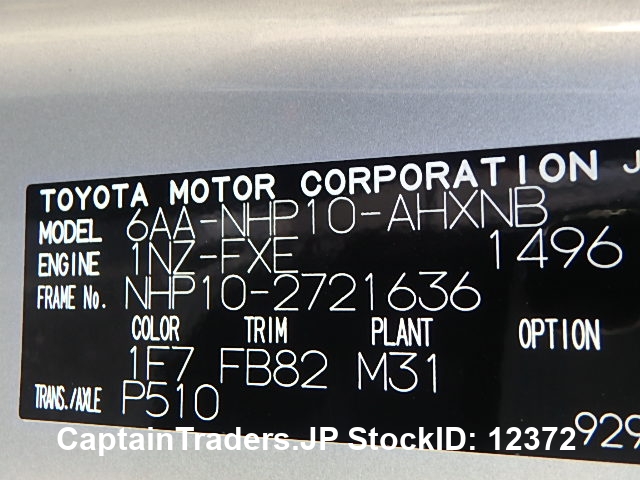 TOYOTA MOTOR CORPORATION J
MODEL 6AA-NHP10-AHXNB
ENGINE 1NZ-FXE 1496
FRAME No. NHP10-2721636
COLOR TRIM PLANT OPTION
1F7 FB82 M31
TRANS./AXLE P510
929
CaptainTraders.JP StockID: 12372